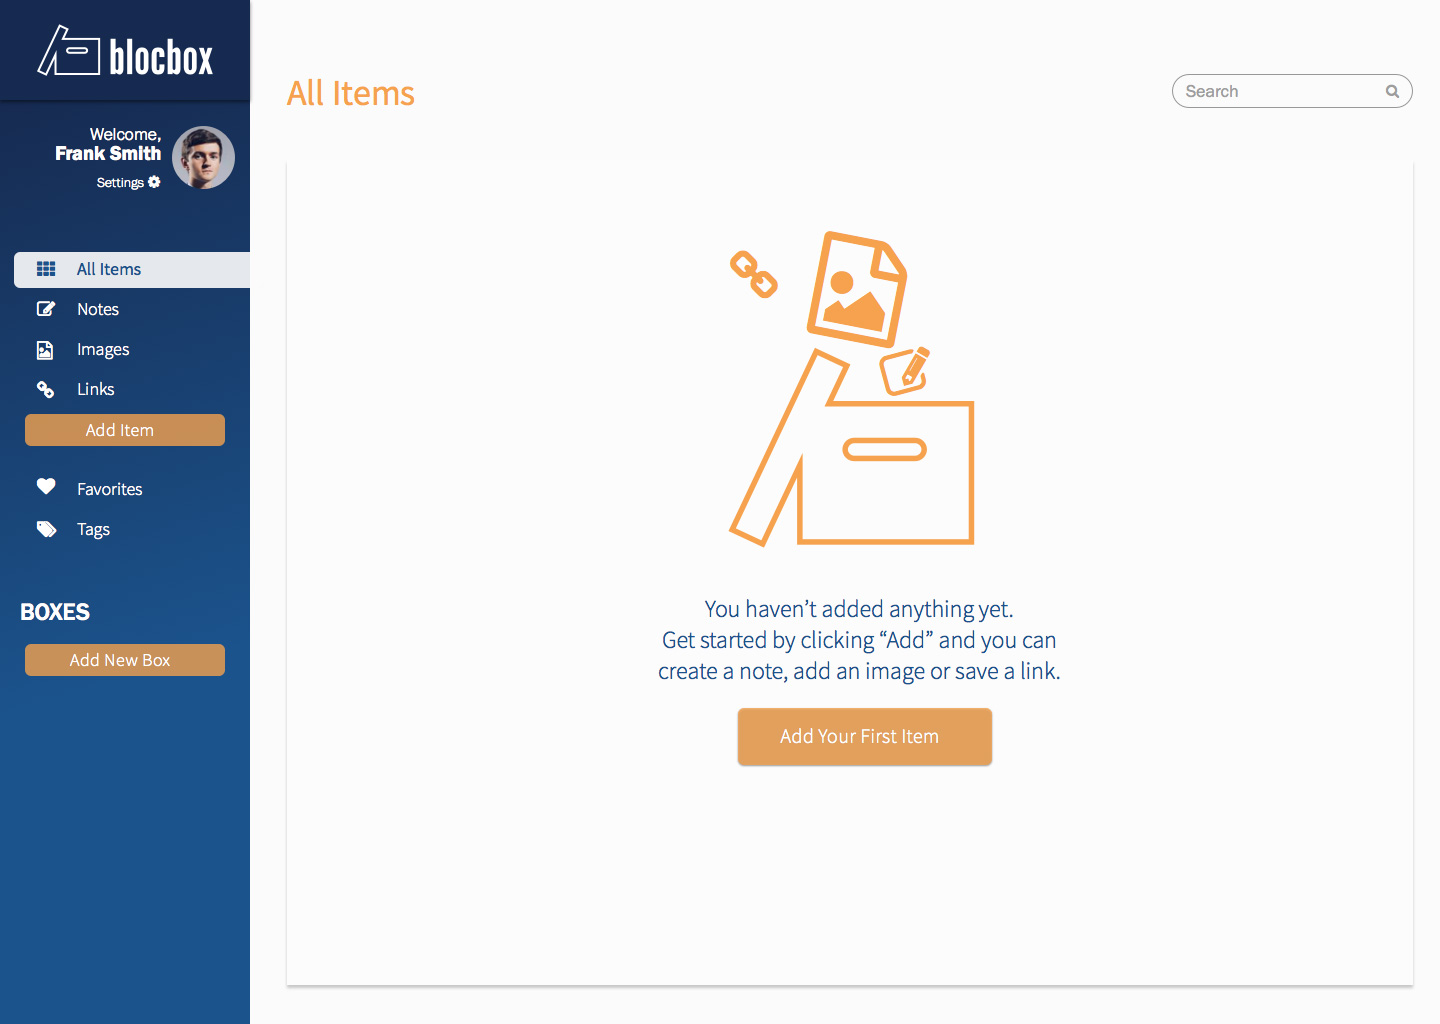 blocbox
Welcome,
Frank Smith
Settings
All Items
Notes
Images
Links
Add Item
Favorites
Tags
BOXES
Add New Box
All Items
Search
You haven’t added anything yet.
Get started by clicking “Add” and you can
create a note, add an image or save a link.
Add Your First Item